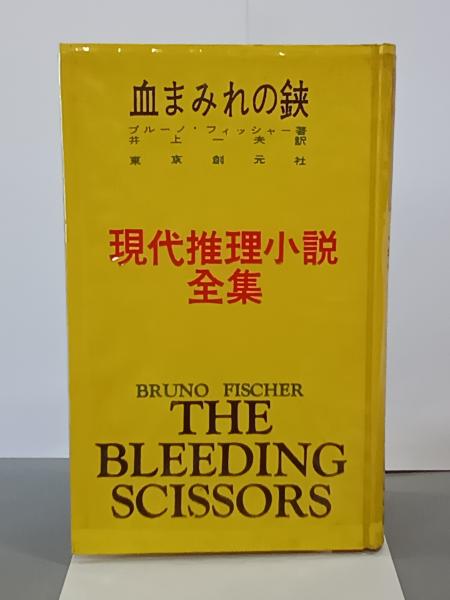 血まみれの鋏
ブルーノ・フィッシャー著
井上一夫訳
東京創元社
現代推理小説
全集
BRUNO FISCHER
THE
BLEEDING
SCISSORS